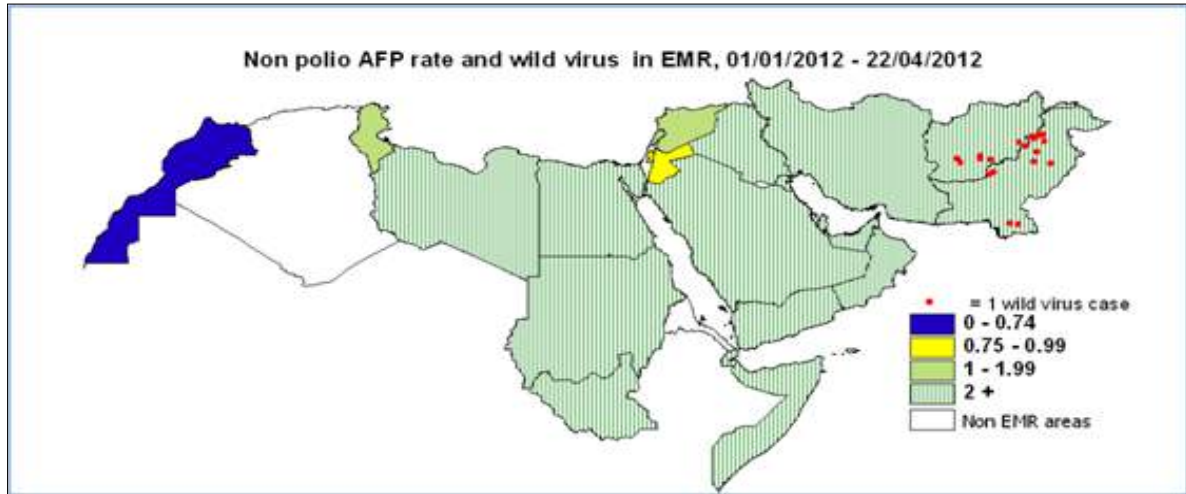 Non polio AFP rate and wild virus in EMR, 01/01/2012 - 22/04/2012
= 1 wild virus case
0 - 0.74
0.75 - 0.99
1 - 1.99
2 +
Non EMR areas